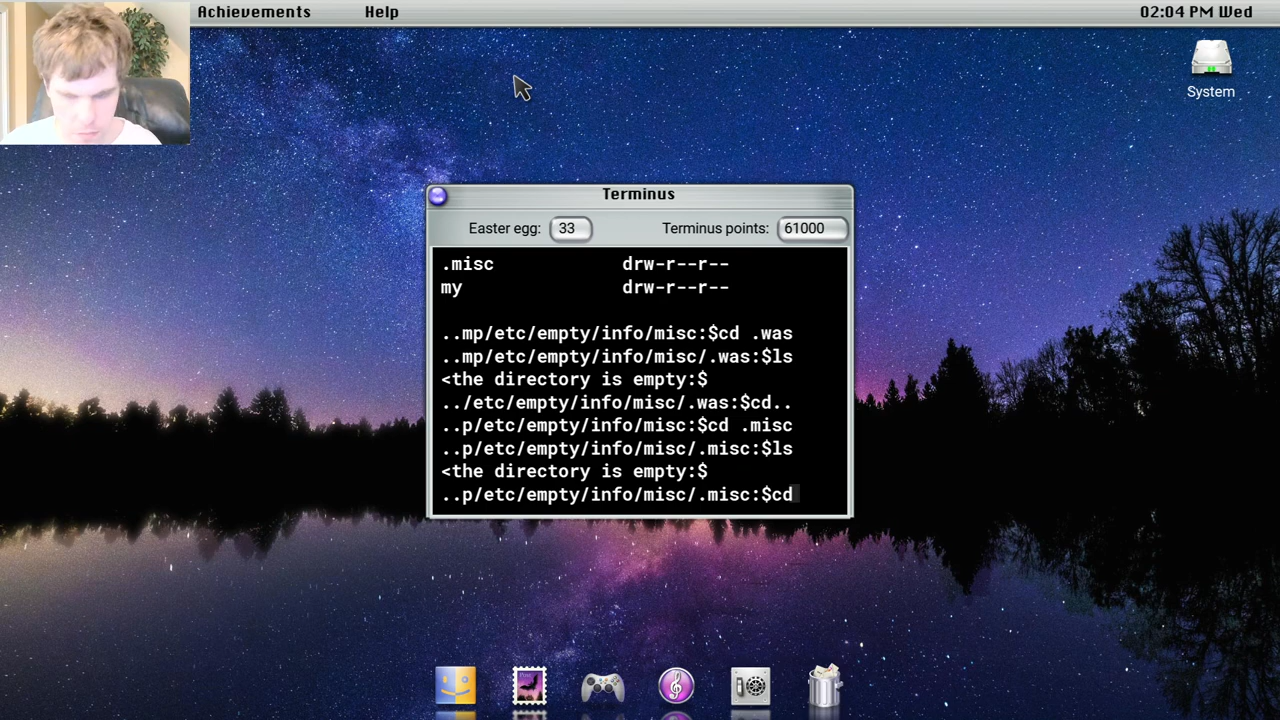 Achievements Help 02:04 PM Wed
System
Terminus
Easter egg: 33 Terminus points: 61000
.misc drw-r--r--
my drw-r--r--
..mp/etc/empty/info/misc:$cd .was
..mp/etc/empty/info/misc/.was:$ls
<the directory is empty:$
../etc/empty/info/misc/.was:$cd..
..p/etc/empty/info/misc:$cd .misc
..p/etc/empty/info/misc/.misc:$ls
<the directory is empty:$
..p/etc/empty/info/misc/.misc:$cd